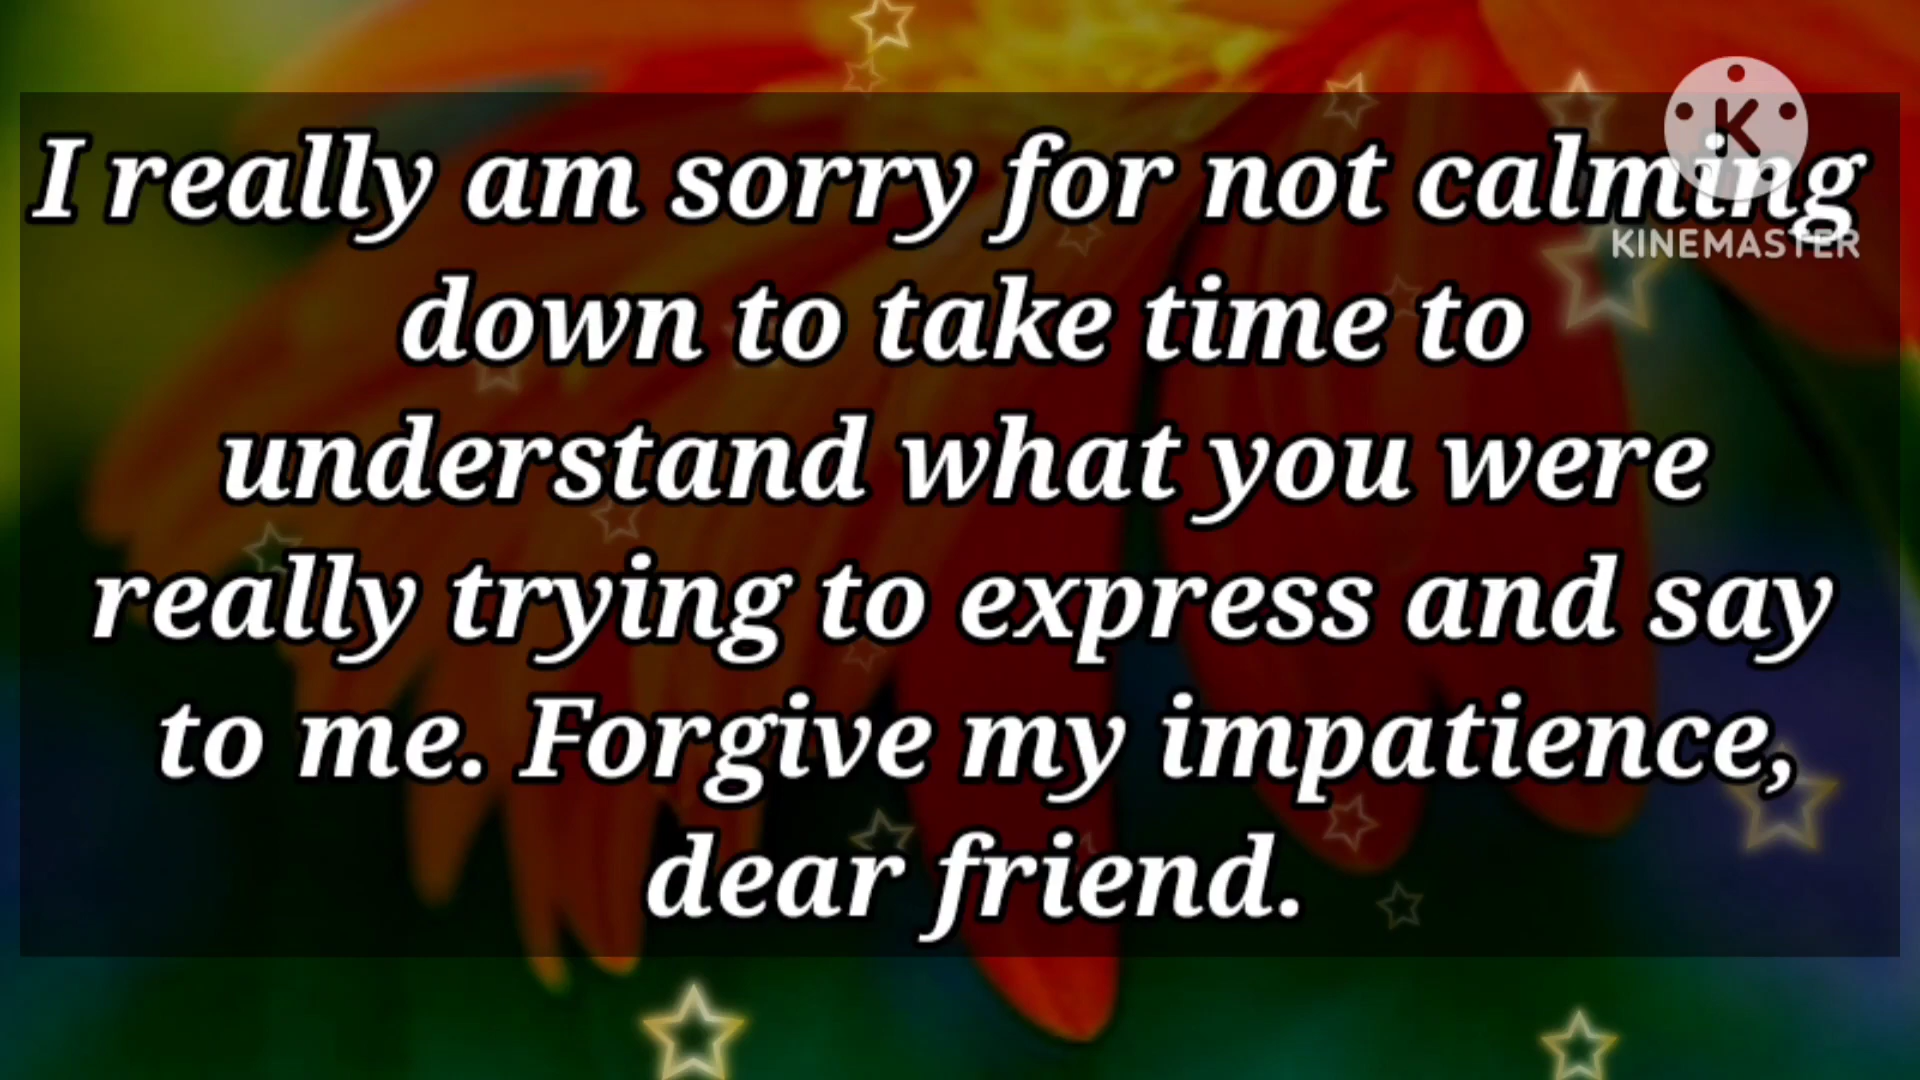 I really am sorry for not calming
KINEMASTER
down to take time to
understand what you were
really trying to express and say
to me. Forgive my impatience,
dear friend.